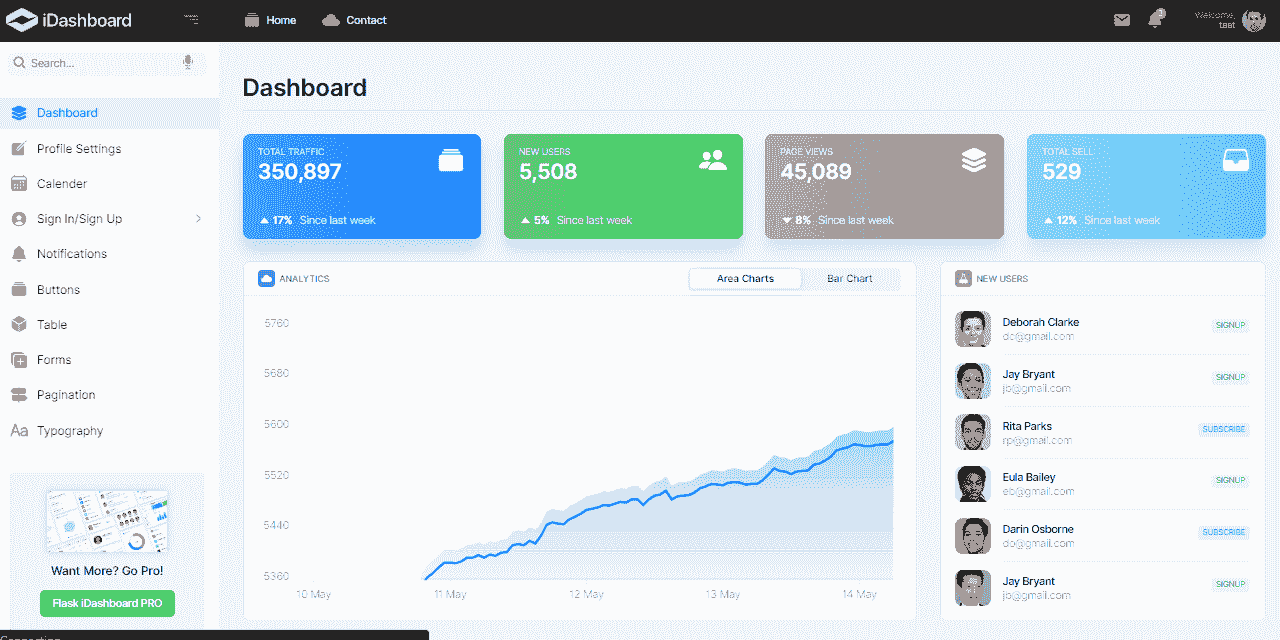 iDashboard
Home
Contact
3
Welcome,
test
Search...
Dashboard
Profile Settings
Calender
Sign In/Sign Up
Notifications
Buttons
Table
Forms
Pagination
Aa Typography
Want More? Go Pro!
Flask iDashboard PRO
Dashboard
TOTAL TRAFFIC
350,897
17% Since last week
NEW USERS
5,508
5% Since last week
PAGE VIEWS
45,089
8% Since last week
TOTAL SELL
529
12% Since last week
ANALYTICS
Area Charts
Bar Chart
5760
5680
5600
5520
5440
5360
10 May
11 May
12 May
13 May
14 May
NEW USERS
Deborah Clarke
dc@gmail.com
SIGNUP
Jay Bryant
jb@gmail.com
SIGNUP
Rita Parks
rp@gmail.com
SUBSCRIBE
Eula Bailey
eb@gmail.com
SIGNUP
Darin Osborne
do@gmail.com
SUBSCRIBE
Jay Bryant
jb@gmail.com
SIGNUP